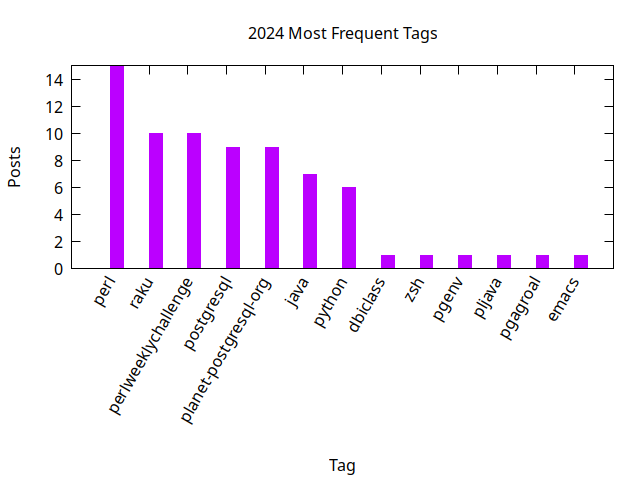 2024 Most Frequent Tags
Posts
14
12
10
8
6
4
2
0
perl
raku
perlweeklychallenge
postgresql
planet-postgresql-org
java
python
dbiclass
zsh
pgenv
pljava
pgagroal
emacs
Tag